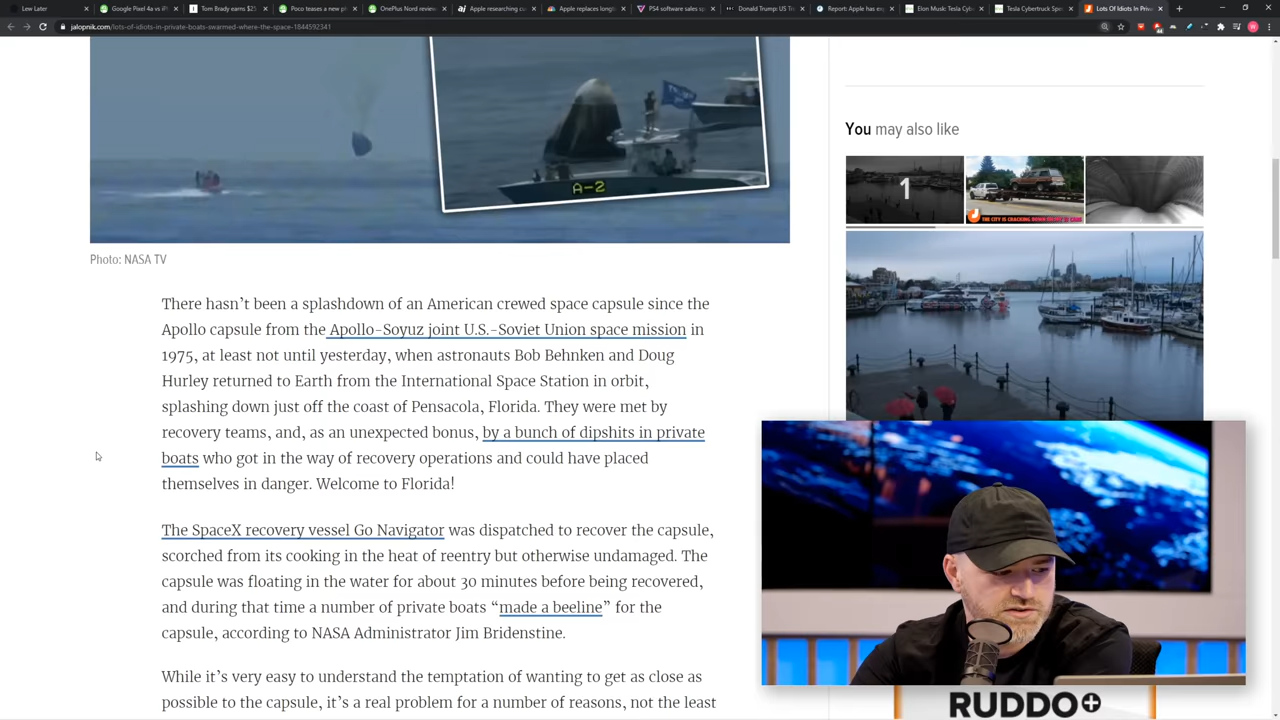 Lew Later
Google Pixel 4a vs iP
Tom Brady earns $25
Poco teases a new ph
OnePlus Nord review
Apple researching cu
Apple replaces longti
PS4 software sales sp
Donald Trump: US Tr
Report: Apple has ex
Elon Musk: Tesla Cyb
Tesla Cybertruck Spe
Lots Of Idiots In Priva
jalopnik.com/lots-of-idiots-in-private-boats-swarmed-where-the-space-1844592341
A-2
Photo: NASA TV
There hasn’t been a splashdown of an American crewed space capsule since the
Apollo capsule from the Apollo-Soyuz joint U.S.-Soviet Union space mission in
1975, at least not until yesterday, when astronauts Bob Behnken and Doug
Hurley returned to Earth from the International Space Station in orbit,
splashing down just off the coast of Pensacola, Florida. They were met by
recovery teams, and, as an unexpected bonus, by a bunch of dipshits in private
boats who got in the way of recovery operations and could have placed
themselves in danger. Welcome to Florida!
The SpaceX recovery vessel Go Navigator was dispatched to recover the capsule,
scorched from its cooking in the heat of reentry but otherwise undamaged. The
capsule was floating in the water for about 30 minutes before being recovered,
and during that time a number of private boats “made a beeline” for the
capsule, according to NASA Administrator Jim Bridenstine.
While it’s very easy to understand the temptation of wanting to get as close as
possible to the capsule, it’s a real problem for a number of reasons, not the least
You may also like
1
THE CITY IS CRACKING DOWN
RUDDO+